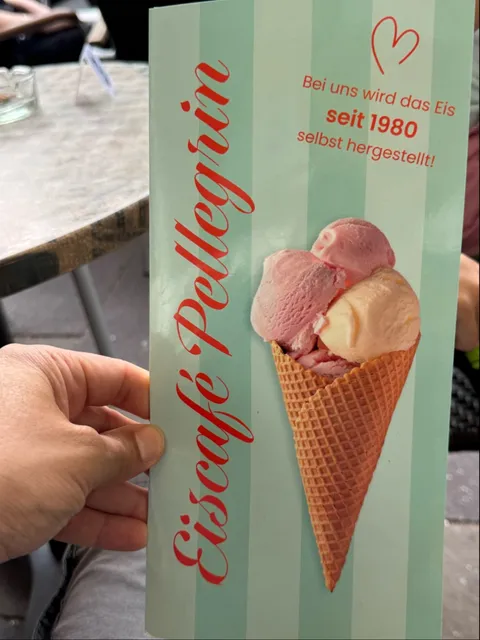 Eiscafé Pellegrin
Bei uns wird das Eis
seit 1980
selbst hergestellt!